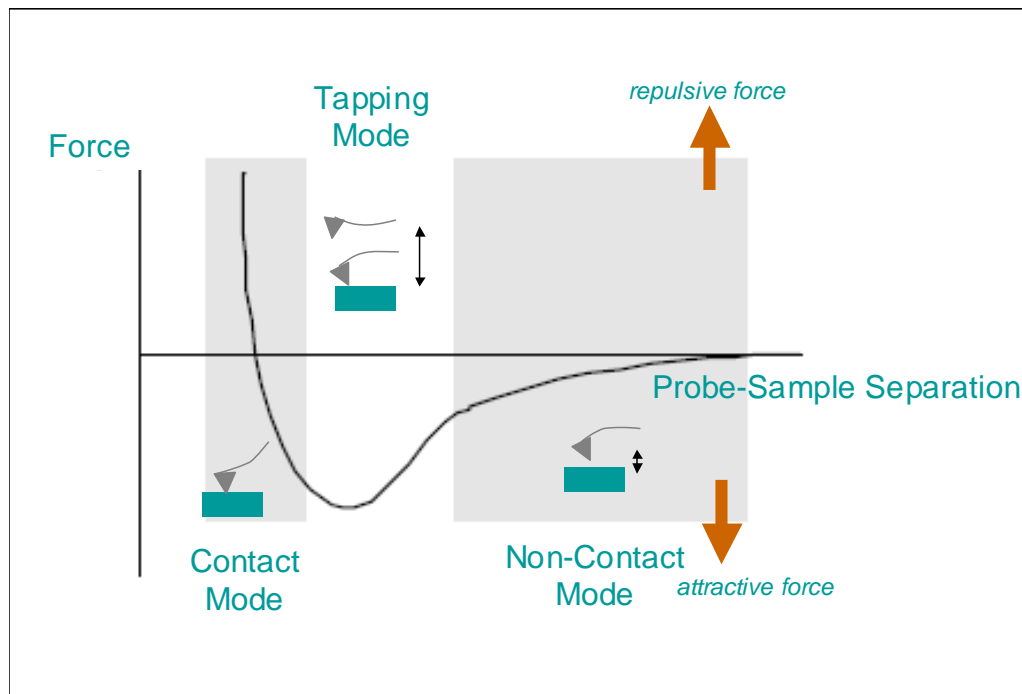 Tapping
Mode
repulsive force
Force
Probe-Sample Separation
Contact
Mode
Non-Contact
Mode
attractive force